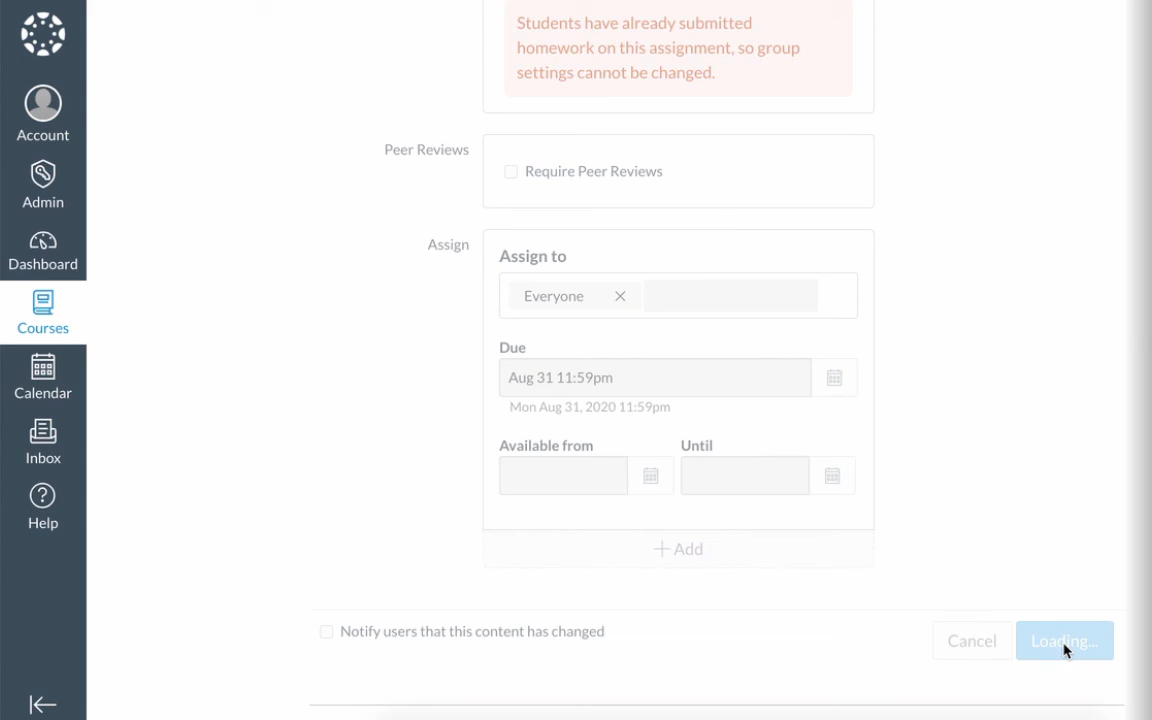 Students have already submitted
homework on this assignment, so group
settings cannot be changed.
Account
Peer Reviews
Require Peer Reviews
Admin
Assign
Assign to
Dashboard
Everyone
Courses
Due
Aug 31 11:59pm
Mon Aug 31, 2020 11:59pm
Calendar
Available from
Until
Inbox
Help
Add
Notify users that this content has changed
Cancel
Loading...